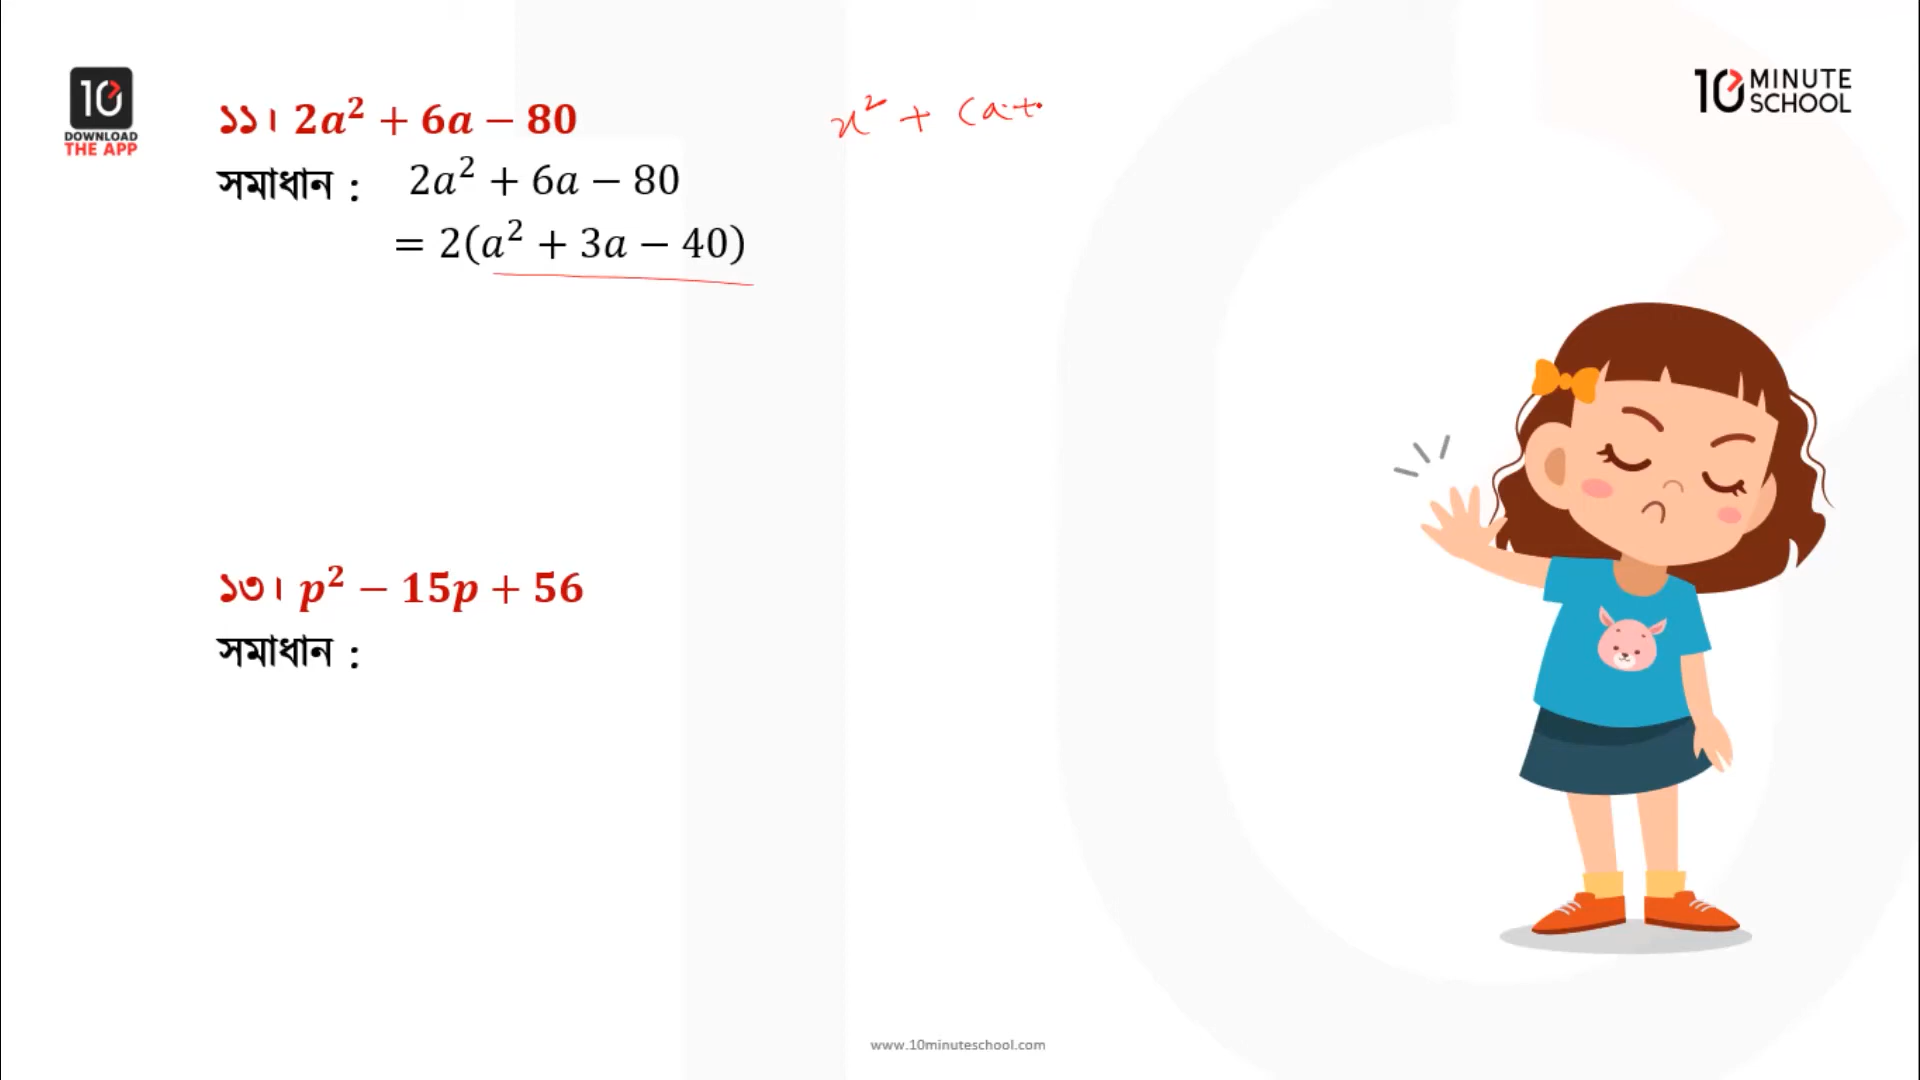 10
DOWNLOAD
THE APP
10 MINUTE
SCHOOL
১১। 2a² + 6a − 80
x² + (a+
সমাধান : 2a² + 6a − 80
= 2(a² + 3a − 40)
১৩। p² − 15p + 56
সমাধান :
www.10minuteschool.com